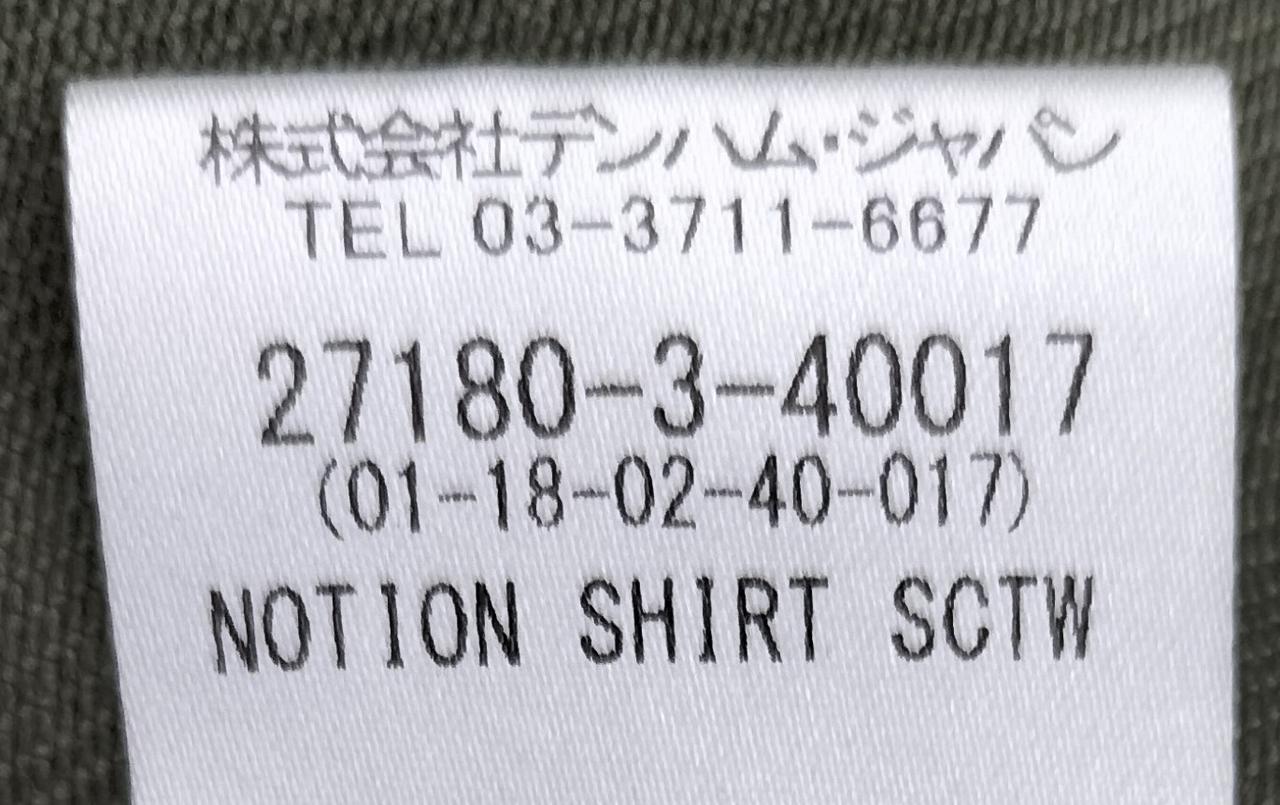 株式会社デンハム・ジャパン
TEL 03-3711-6677
27180-3-40017
(01-18-02-40-017)
NOTION SHIRT SCTW